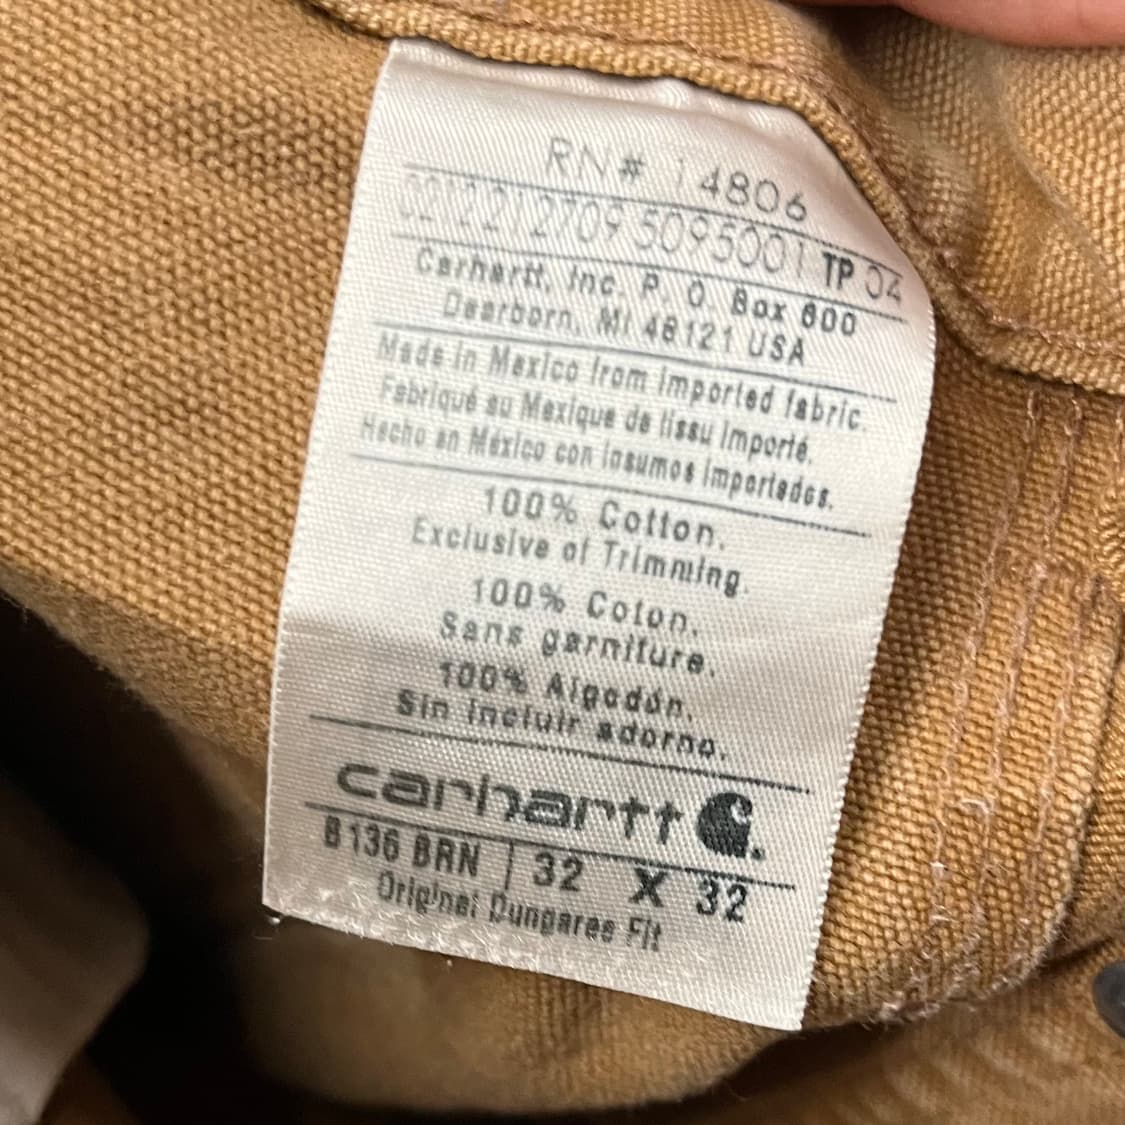 RN# 14806
0212212709 5095001 TP 04
Carhartt, Inc. P. O. Box 600
Dearborn, MI 48121 USA
Made in Mexico from imported fabric.
Fabriqué au Mexique de tissu importé.
Hecho en México con insumos importados.
100% Cotton.
Exclusive of Trimming.
100% Coton.
Sans garniture.
100% Algodón.
Sin incluir adorno.
carhartt
B136 BRN | 32 X 32
Original Dungaree Fit